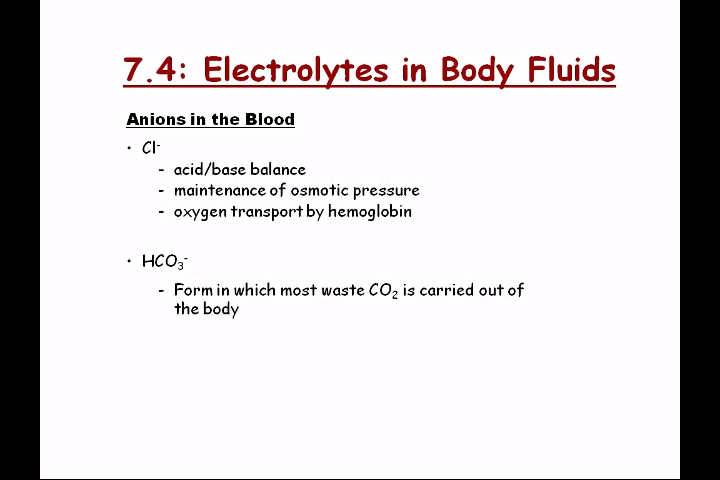 7.4: Electrolytes in Body Fluids
Anions in the Blood
• Cl⁻
- acid/base balance
- maintenance of osmotic pressure
- oxygen transport by hemoglobin
• HCO₃⁻
- Form in which most waste CO₂ is carried out of
the body